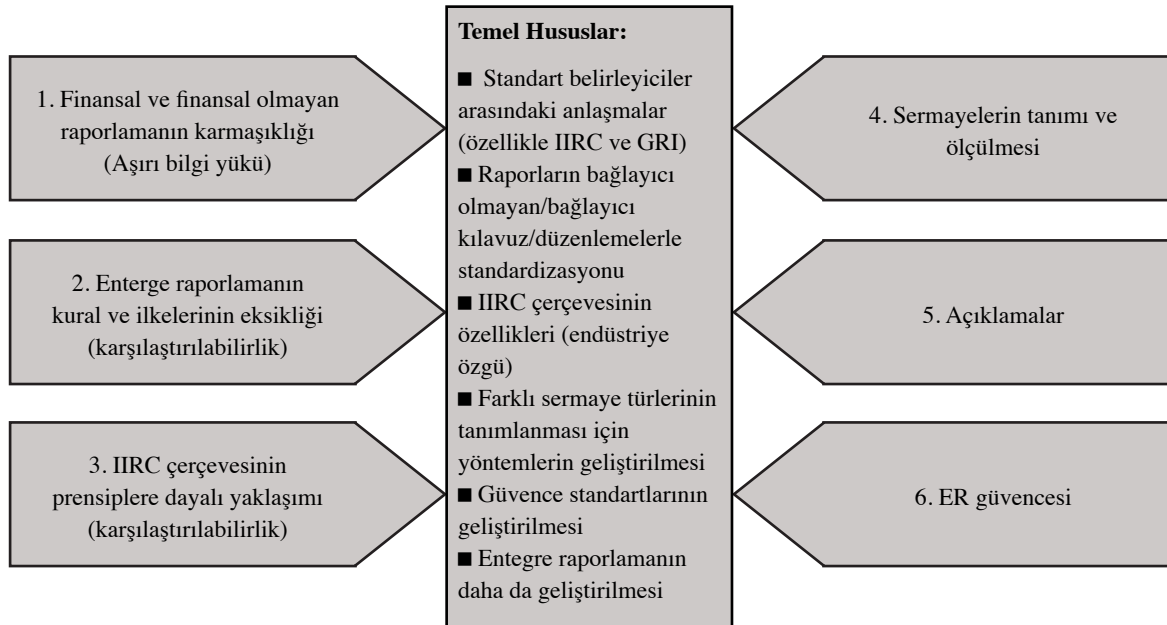 1. Finansal ve finansal olmayan
raporlamanın karmaşıklığı
(Aşırı bilgi yükü)
2. Enterge raporlamanın
kural ve ilkelerinin eksikliği
(karşılaştırılabilirlik)
3. IIRC çerçevesinin
prensiplere dayalı yaklaşımı
(karşılaştırılabilirlik)
Temel Hususlar:
■ Standart belirleyiciler
arasındaki anlaşmalar
(özellikle IIRC ve GRI)
■ Raporların bağlayıcı
olmayan/bağlayıcı
kılavuz/düzenlemelerle
standardizasyonu
■ IIRC çerçevesinin
özellikleri (endüstriye
özgü)
■ Farklı sermaye türlerinin
tanımlanması için
yöntemlerin geliştirilmesi
■ Güvence standartlarının
geliştirilmesi
■ Entegre raporlamanın
daha da geliştirilmesi
4. Sermayelerin tanımı ve
ölçülmesi
5. Açıklamalar
6. ER güvencesi